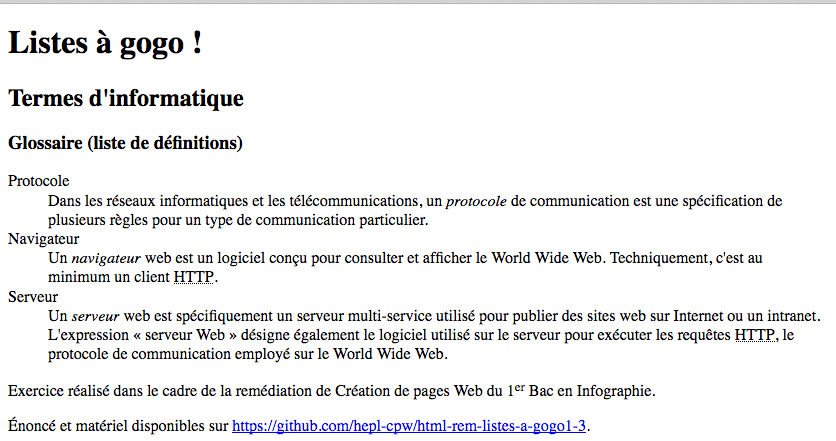 Listes à gogo !
Termes d'informatique
Glossaire (liste de définitions)
Protocole
Dans les réseaux informatiques et les télécommunications, un protocole de communication est une spécification de
plusieurs règles pour un type de communication particulier.
Navigateur
Un navigateur web est un logiciel conçu pour consulter et afficher le World Wide Web. Techniquement, c'est au
minimum un client HTTP.
Serveur
Un serveur web est spécifiquement un serveur multi-service utilisé pour publier des sites web sur Internet ou un intranet.
L'expression « serveur Web » désigne également le logiciel utilisé sur le serveur pour exécuter les requêtes HTTP, le
protocole de communication employé sur le World Wide Web.
Exercice réalisé dans le cadre de la remédiation de Création de pages Web du 1er Bac en Infographie.
Énoncé et matériel disponibles sur https://github.com/hepl-cpw/html-rem-listes-a-gogo1-3.